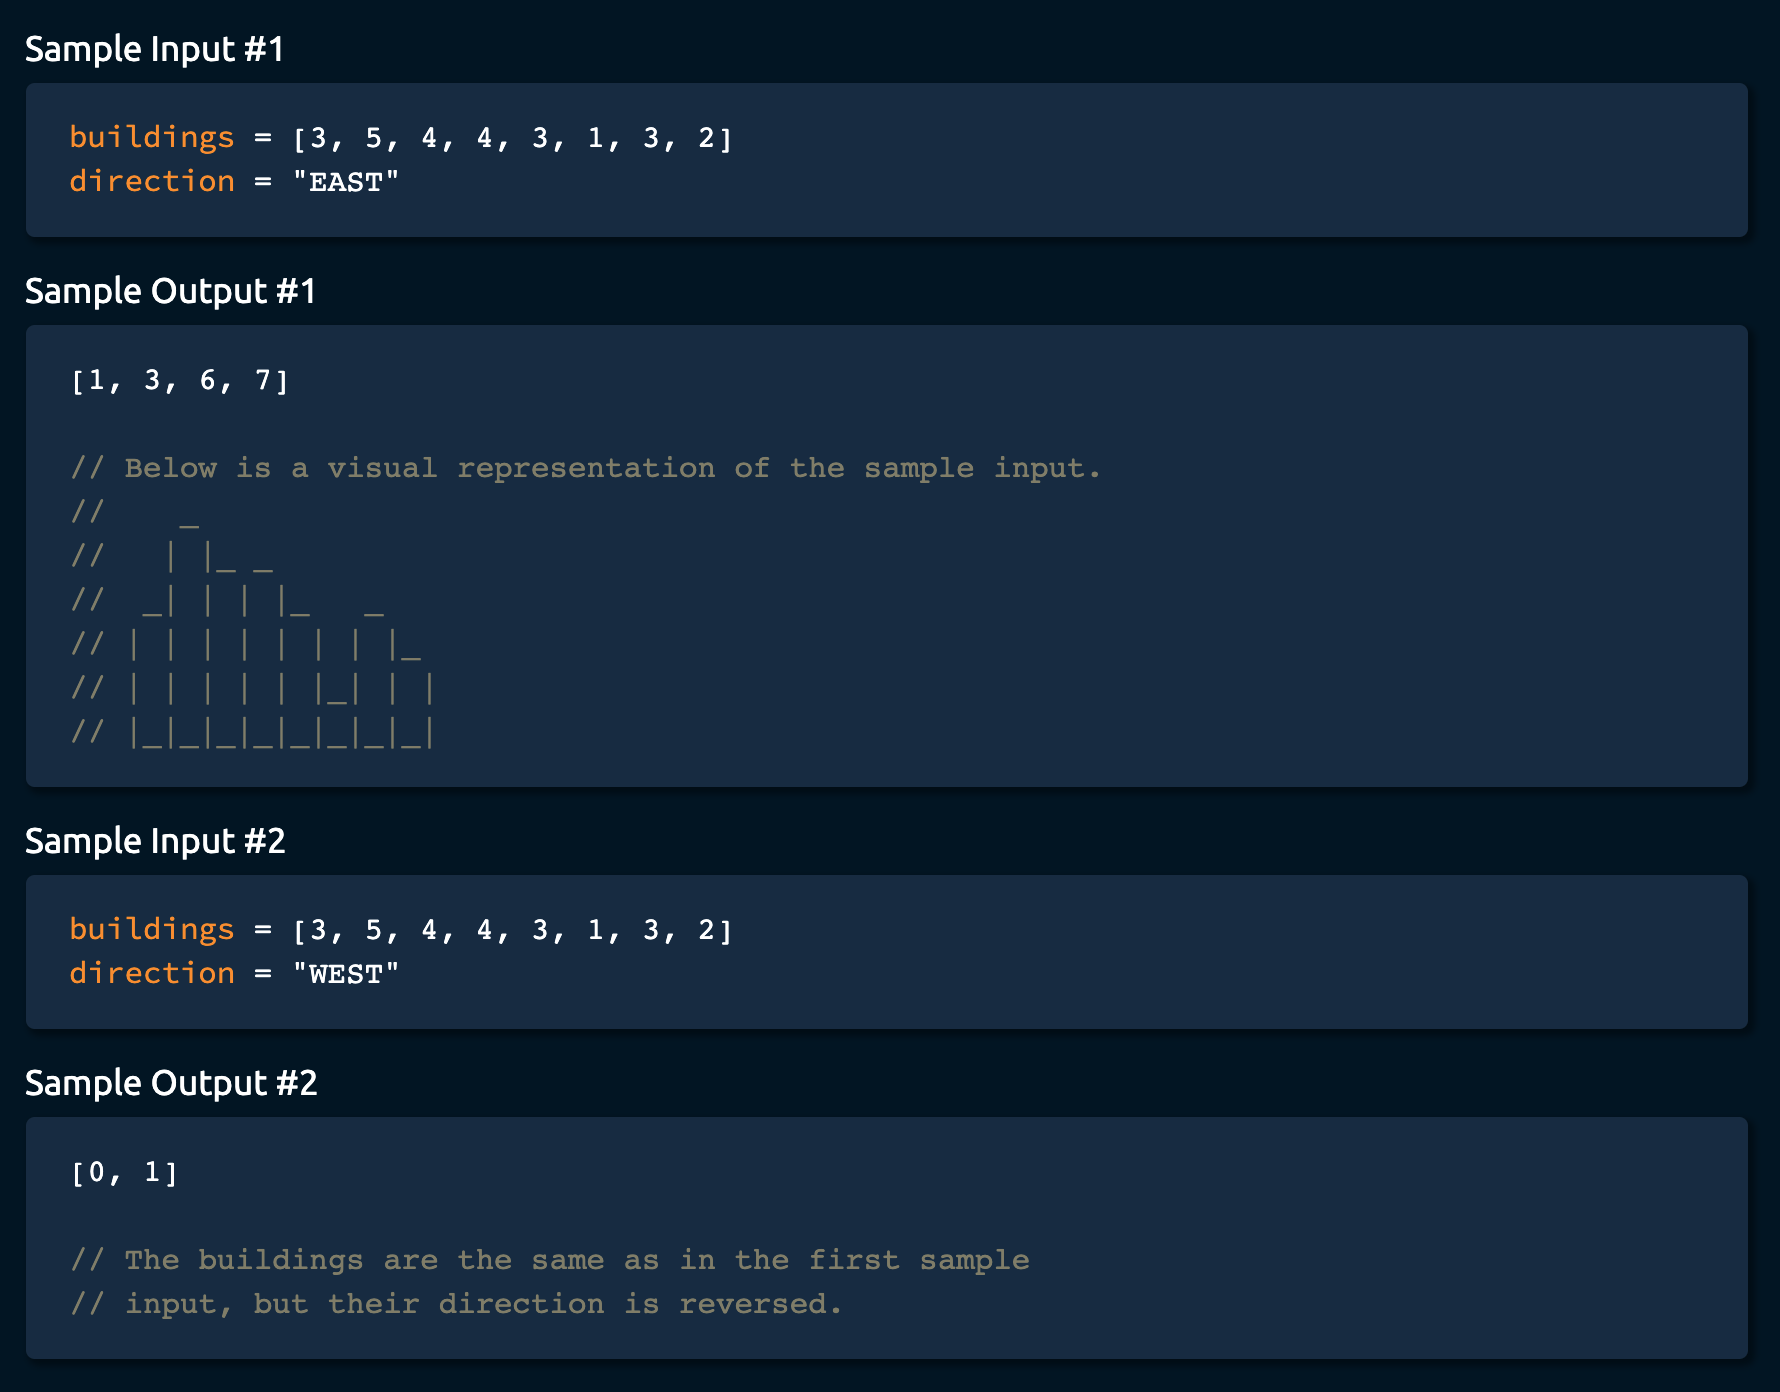 Sample Input #1
buildings = [3, 5, 4, 4, 3, 1, 3, 2]
direction = "EAST"
Sample Output #1
[1, 3, 6, 7]
// Below is a visual representation of the sample input.
//    _
//   | |_ _
//  _| | | |_   _
// | | | | | | | |_
// | | | | | |_| | |
// |_|_|_|_|_|_|_|_|
Sample Input #2
buildings = [3, 5, 4, 4, 3, 1, 3, 2]
direction = "WEST"
Sample Output #2
[0, 1]
// The buildings are the same as in the first sample
// input, but their direction is reversed.